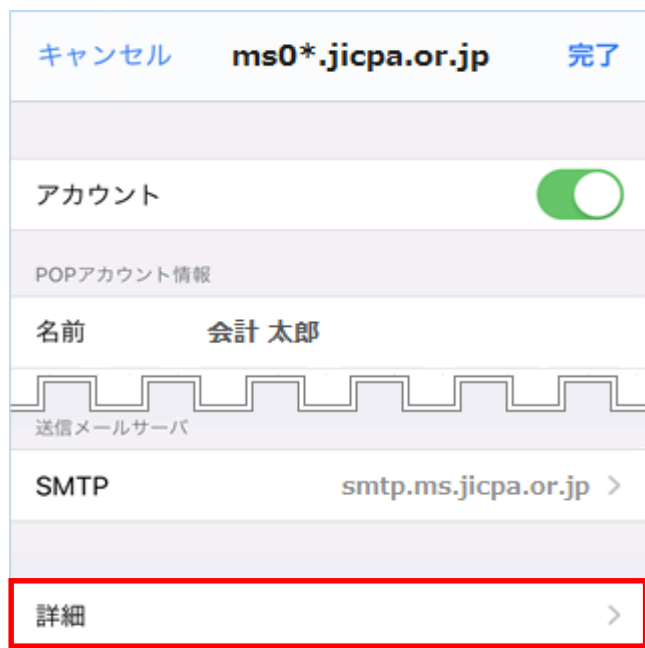 キャンセル ms0*.jicpa.or.jp 完了
アカウント
POPアカウント情報
名前 会計 太郎
送信メールサーバ
SMTP smtp.ms.jicpa.or.jp >
詳細 >